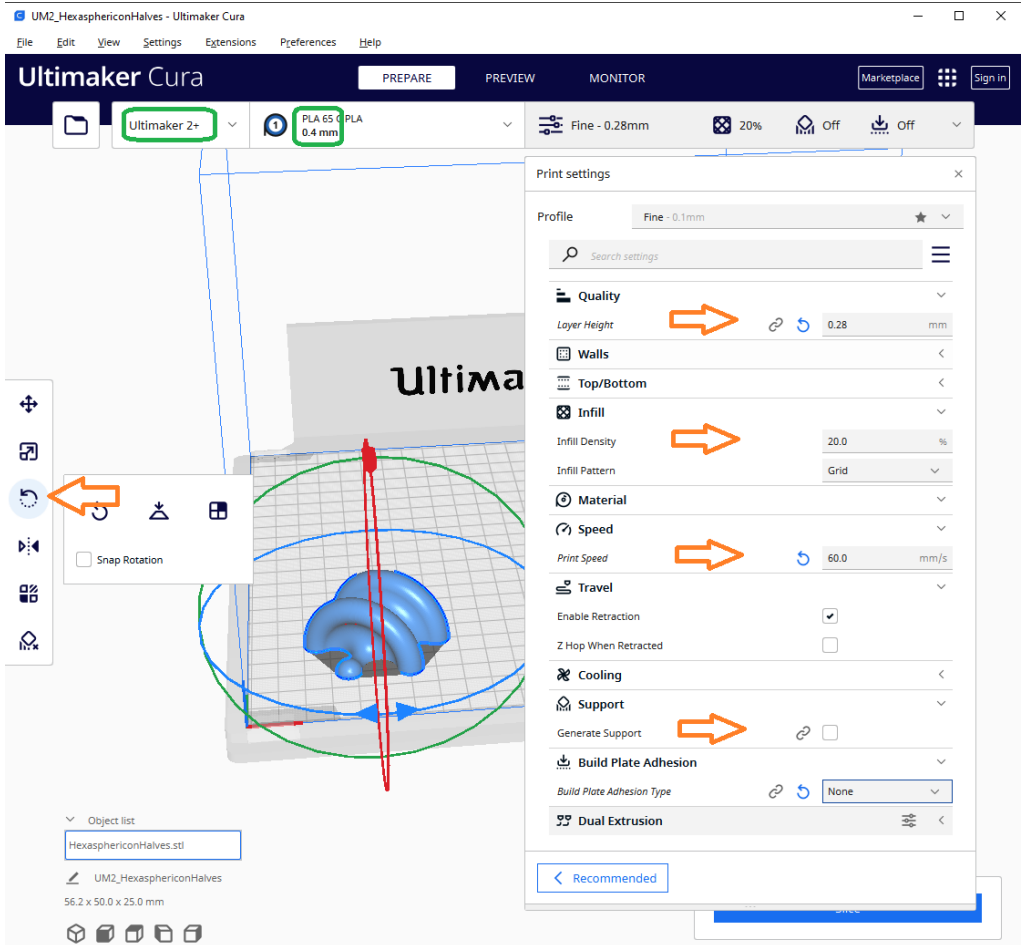 UM2_HexasphericonHalves - Ultimaker Cura
File Edit View Settings Extensions Preferences Help
Ultimaker Cura PREPARE PREVIEW MONITOR Marketplace Sign in
Ultimaker 2+
1
PLA 65 G PLA
0.4 mm
Fine - 0.28mm 20% Off Off
Print settings
Profile Fine - 0.1mm
Search settings
Quality
Layer Height 0.28 mm
Walls
Top/Bottom
Infill
Infill Density 20.0 %
Infill Pattern Grid
Material
Speed
Print Speed 60.0 mm/s
Travel
Enable Retraction
Z Hop When Retracted
Cooling
Support
Generate Support
Build Plate Adhesion
Build Plate Adhesion Type None
Dual Extrusion
Recommended
Ultima
Snap Rotation
Object list
HexasphericonHalves.stl
UM2_HexasphericonHalves
56.2 x 50.0 x 25.0 mm